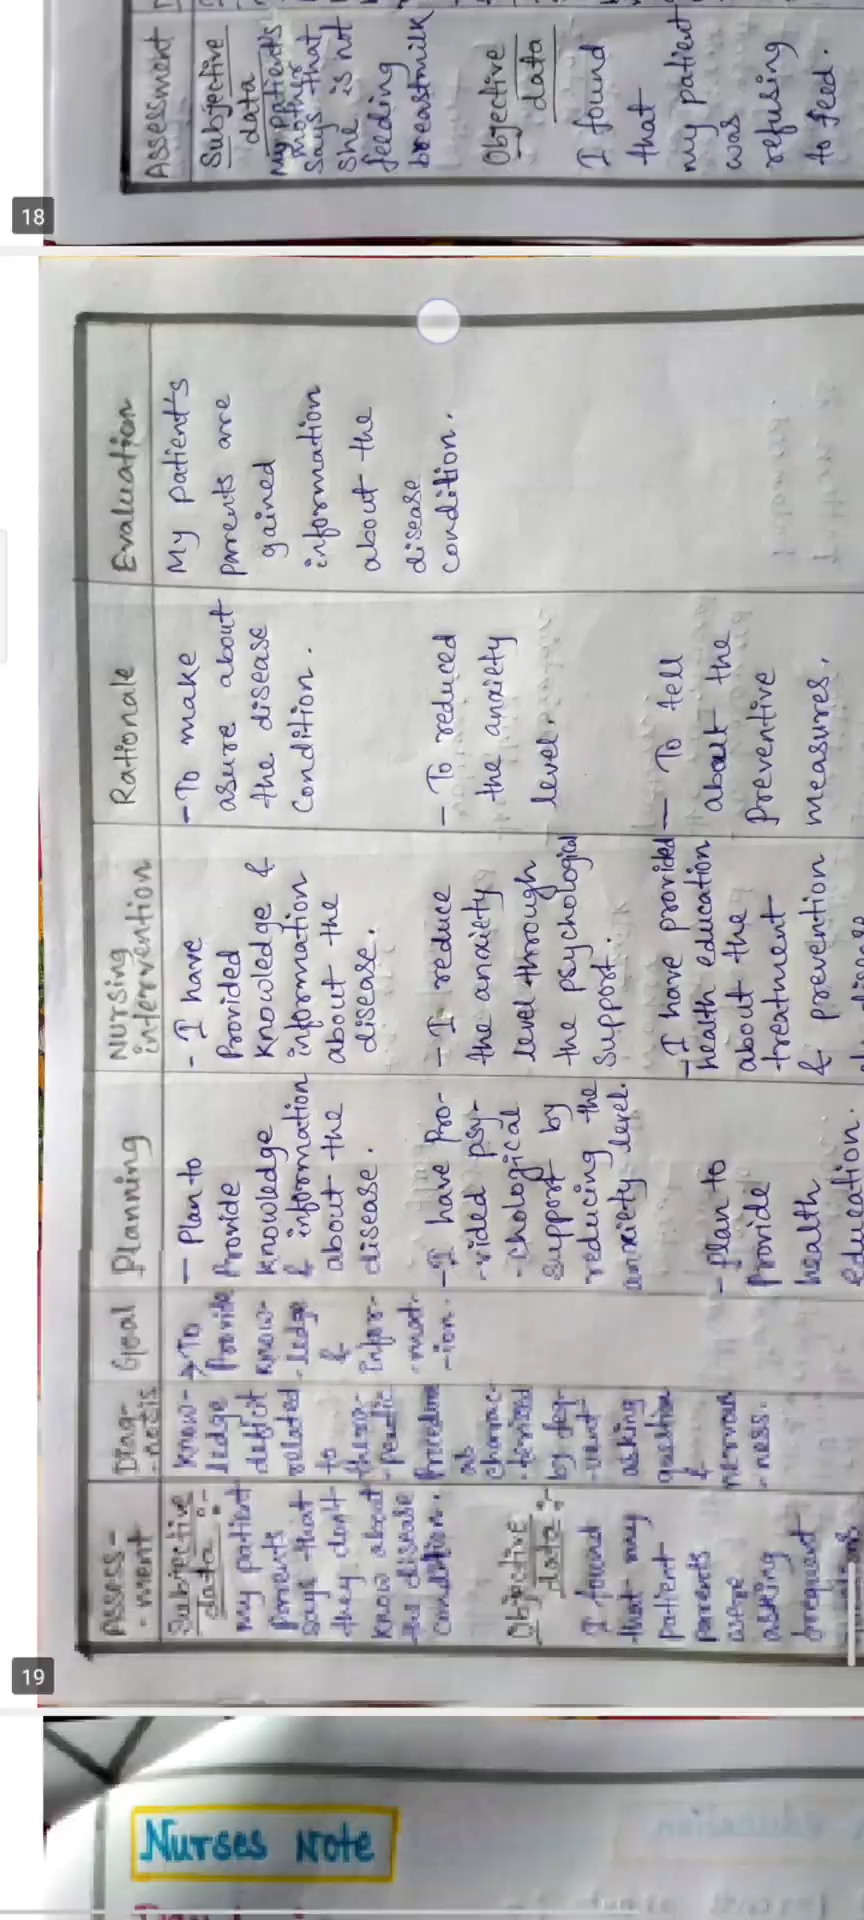 Assessment
Subjective
data
My Patient's
mother
says that
she is not
feeding
breastmilk
Objective
data
I found
that
my patient
was
refusing
to feed.
18
Assess-
-ment
Subjective
data :-
My patient
Parents
says that
they don't
know about
the disease
condition.
Objective
data :-
I found
that my
patient
Parents
were
asking
frequent
Diag-
-nosis
Know-
ledge
deficit
related
to
thera-
-peutic
Procedure
as
charac-
-terized
asking
question
&
nervous
-ness.
Goal
→ To
Provide
know-
-ledge
&
infor-
-mat-
-ion.
Planning
- Plan to
Provide
knowledge
& information
about the
disease.
- I have Pro-
-vided psy-
-chological
support by
reducing the
anxiety level.
- Plan to
Provide
health
education.
Nursing
intervention
- I have
Provided
knowledge &
information
about the
disease.
- I reduce
the anxiety
level through
the psychological
support.
- I have provided
health education
about the
treatment
& prevention
Rationale
- To make
asure about
the disease
condition.
- To reduced
the anxiety
level.
- To tell
about the
preventive
measures.
Evaluation
My patient's
Parents are
gained
information
about the
disease
condition.
19
Nurses Note